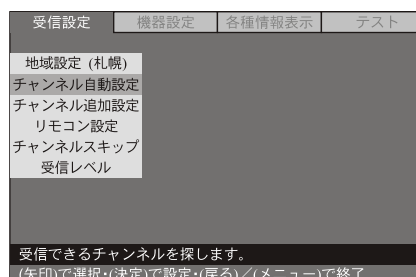 受信設定 機器設定 各種情報表示 テスト
地域設定 (札幌)
チャンネル自動設定
チャンネル追加設定
リモコン設定
チャンネルスキップ
受信レベル
受信できるチャンネルを探します。
(矢印)で選択・(決定)で設定・(戻る)／(メニュー)で終了